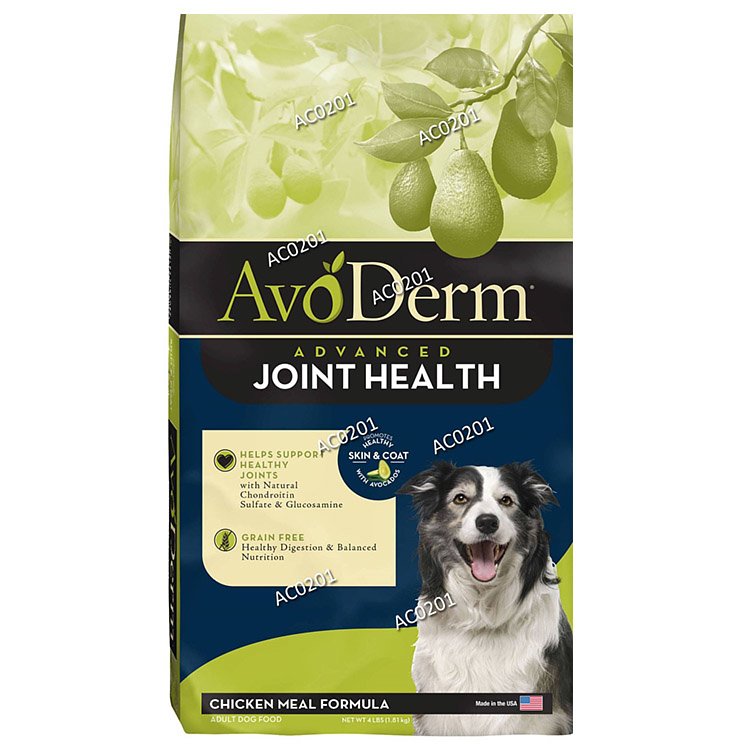 AC0201
AC0201
AC0201
AC0201
AVODERM®
ADVANCED
JOINT HEALTH
AC0201
AC0201
PROMOTES
HEALTHY
SKIN & COAT
WITH AVOCADOS
HELPS SUPPORT
HEALTHY
JOINTS
with Natural
Chondroitin
Sulfate & Glucosamine
GRAIN FREE
Healthy Digestion & Balanced
Nutrition
AC0201
AC0201
CHICKEN MEAL FORMULA
ADULT DOG FOOD
NET WT 4 LBS (1.81 kg)
Made in the USA